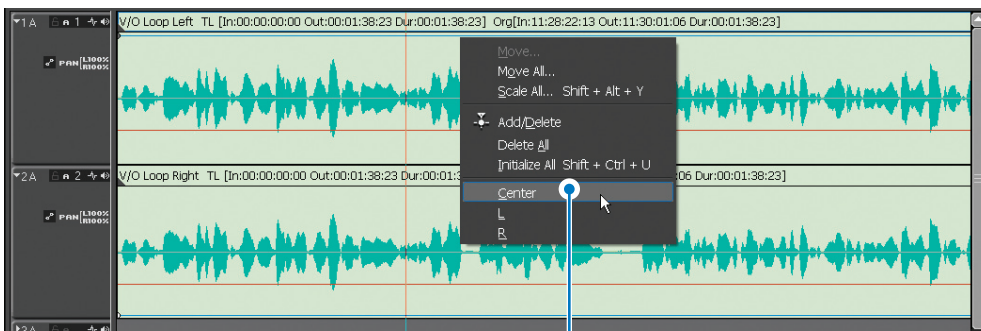 1A 1 V/O Loop Left TL [In:00:00:00:00 Out:00:01:38:23 Dur:00:01:38:23] Org[In:11:28:22:13 Out:11:30:01:06 Dur:00:01:38:23]
PAN L100% R100%
Move...
Move All...
Scale All... Shift + Alt + Y
Add/Delete
Delete All
Initialize All Shift + Ctrl + U
2A 2 V/O Loop Right TL [In:00:00:00:00 Out:00:01:38:23 Dur:00:01:3 :06 Dur:00:01:38:23]
Center
PAN L100% R100%
L
R
3A